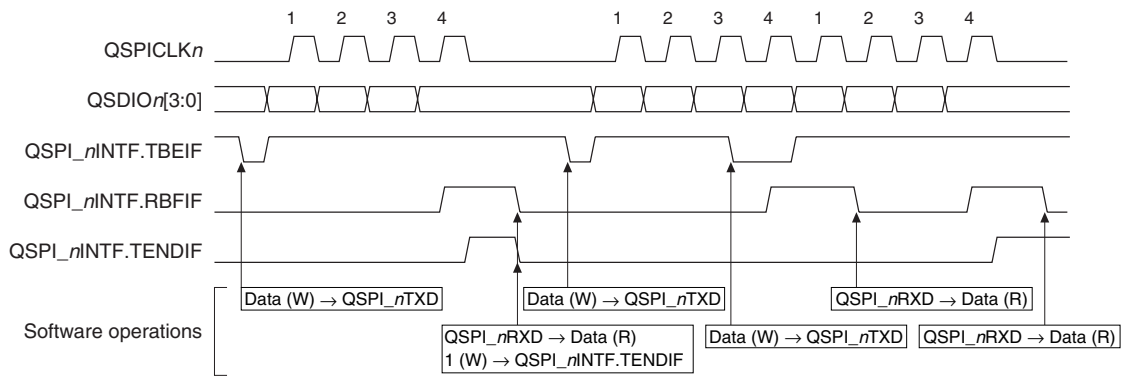 1 2 3 4 1 2 3 4 1 2 3 4
QSPICLKn
QSDIOn[3:0]
QSPI_nINTF.TBEIF
QSPI_nINTF.RBFIF
QSPI_nINTF.TENDIF
Software operations
Data (W) → QSPI_nTXD
Data (W) → QSPI_nTXD
QSPI_nRXD → Data (R)
QSPI_nRXD → Data (R)
1 (W) → QSPI_nINTF.TENDIF
Data (W) → QSPI_nTXD
QSPI_nRXD → Data (R)